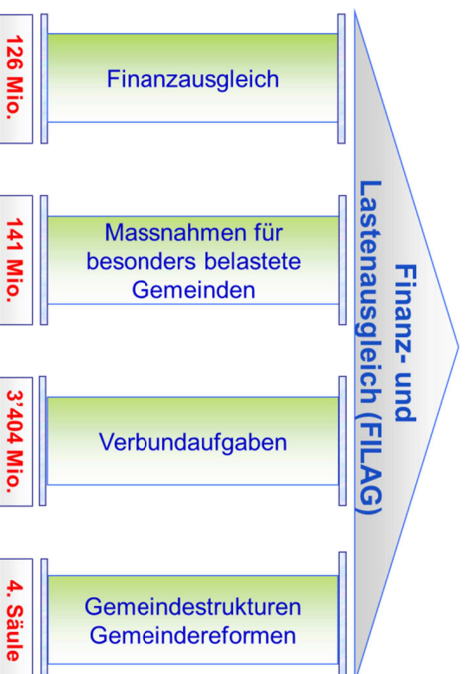 Finanz- und
Lastenausgleich (FILAG)
Finanzausgleich
126 Mio.
Massnahmen für
besonders belastete
Gemeinden
141 Mio.
Verbundaufgaben
3'404 Mio.
Gemeindestrukturen
Gemeindereformen
4. Säule